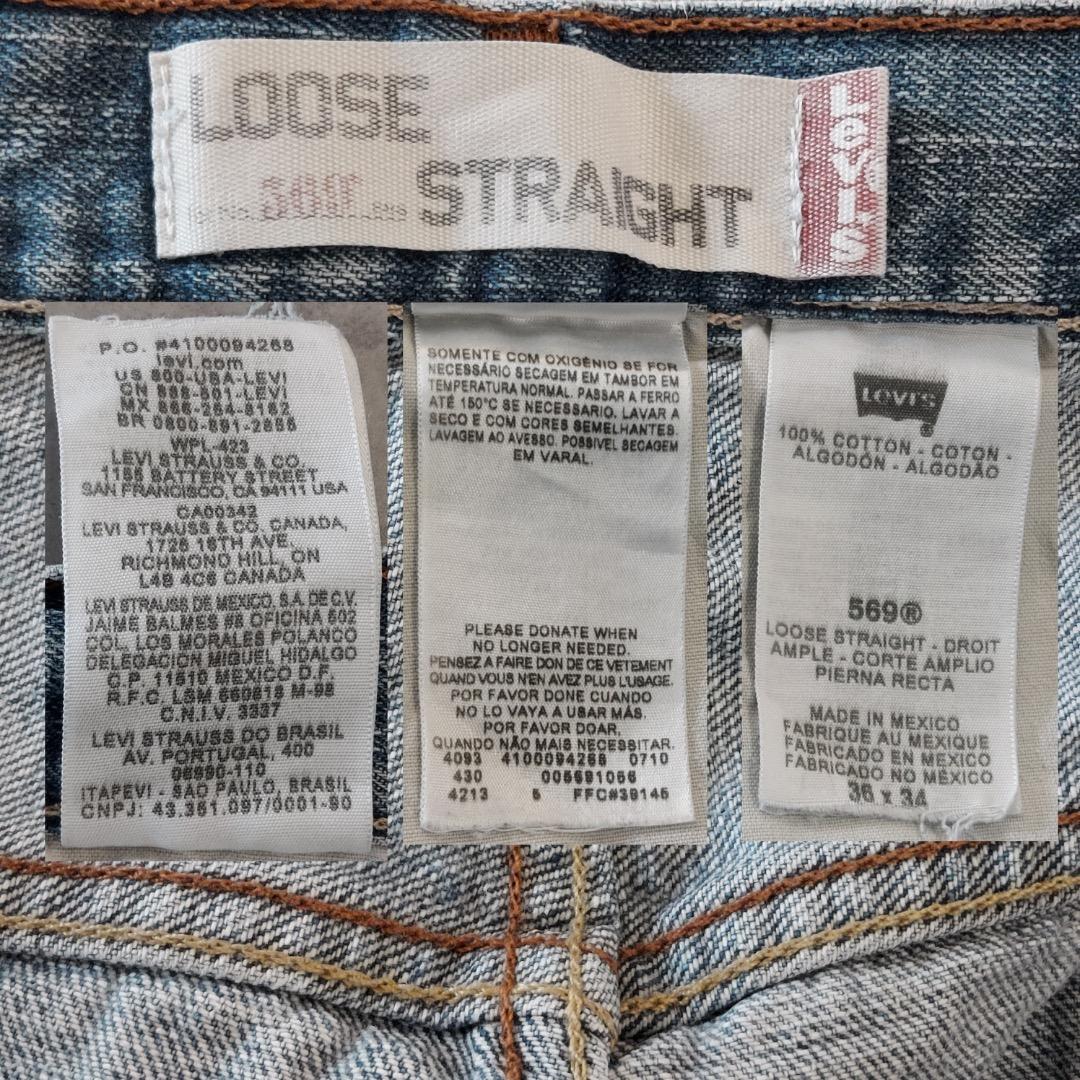 LOOSE
STRAIGHT
569
Levi's
P.O. #4100094268
levi.com
US 800-USA-LEVI
CN 888-501-LEVI
MX 866-264-8162
BR 0800-891-2855
WPL-423
LEVI STRAUSS & CO.
1155 BATTERY STREET
SAN FRANCISCO, CA 94111 USA
CA00342
LEVI STRAUSS & CO. CANADA,
1725 16TH AVE.
RICHMOND HILL, ON
L4B 4C6 CANADA
LEVI STRAUSS DE MEXICO, S.A. DE C.V.
JAIME BALMES #8 OFICINA 602
COL. LOS MORALES POLANCO
DELEGACION MIGUEL HIDALGO
C.P. 11510 MEXICO D.F.
R.F.C. LSM 660618 M-98
C.N.I.V. 3337
LEVI STRAUSS DO BRASIL
AV. PORTUGAL, 400
06690-110
ITAPEVI - SAO PAULO, BRASIL
CNPJ: 43.351.097/0001-90
SOMENTE COM OXIGÊNIO SE FOR
NECESSÁRIO SECAGEM EM TAMBOR EM
TEMPERATURA NORMAL. PASSAR A FERRO
ATÉ 150°C SE NECESSARIO. LAVAR A
SECO E COM CORES SEMELHANTES.
LAVAGEM AO AVESSO. POSSIVEL SECAGEM
EM VARAL.
PLEASE DONATE WHEN
NO LONGER NEEDED.
PENSEZ A FAIRE DON DE CE VETEMENT
QUAND VOUS N'EN AVEZ PLUS L'USAGE.
POR FAVOR DONE CUANDO
NO LO VAYA A USAR MÁS.
POR FAVOR DOAR,
QUANDO NÃO MAIS NECESSITAR.
4093 4100094268 0710
430 005691056
4213 5 FFC#39145
LEVI'S
100% COTTON - COTON -
ALGODÓN - ALGODÃO
569®
LOOSE STRAIGHT - DROIT
AMPLE - CORTE AMPLIO
PIERNA RECTA
MADE IN MEXICO
FABRIQUE AU MEXIQUE
FABRICADO EN MEXICO
FABRICADO NO MÉXICO
36 x 34